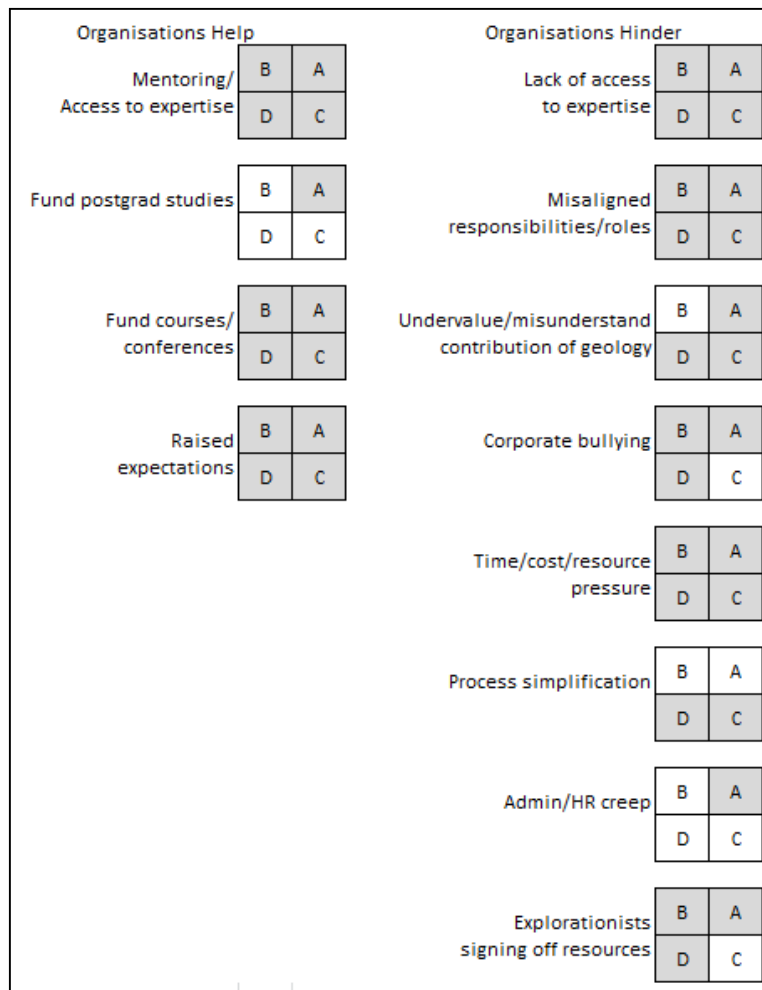 Organisations Help
Mentoring/
Access to expertise
B A
D C
Fund postgrad studies
B A
D C
Fund courses/
conferences
B A
D C
Raised
expectations
B A
D C
Organisations Hinder
Lack of access
to expertise
B A
D C
Misaligned
responsibilities/roles
B A
D C
Undervalue/misunderstand
contribution of geology
B A
D C
Corporate bullying
B A
D C
Time/cost/resource
pressure
B A
D C
Process simplification
B A
D C
Admin/HR creep
B A
D C
Explorationists
signing off resources
B A
D C